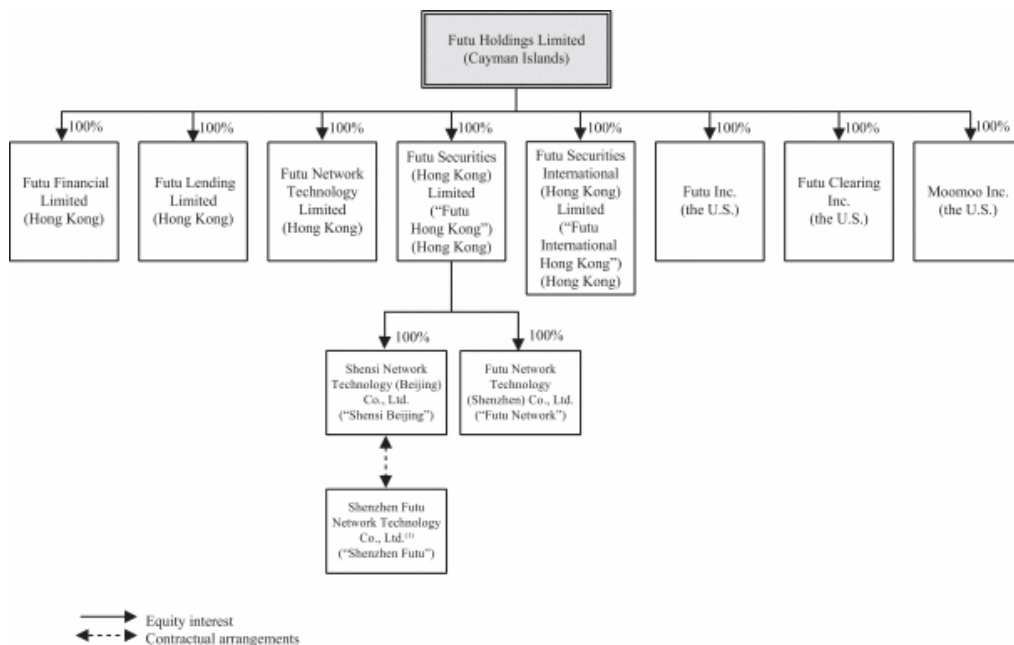 Futu Holdings Limited
(Cayman Islands)
100%
100%
100%
100%
100%
100%
100%
100%
Futu Financial
Limited
(Hong Kong)
Futu Lending
Limited
(Hong Kong)
Futu Network
Technology
Limited
(Hong Kong)
Futu Securities
(Hong Kong)
Limited
(“Futu
Hong Kong”)
(Hong Kong)
Futu Securities
International
(Hong Kong)
Limited
(“Futu
International
Hong Kong”)
(Hong Kong)
Futu Inc.
(the U.S.)
Futu Clearing
Inc.
(the U.S.)
Moomoo Inc.
(the U.S.)
100%
100%
Shensi Network
Technology (Beijing)
Co., Ltd.
(“Shensi Beijing”)
Futu Network
Technology
(Shenzhen) Co., Ltd.
(“Futu Network”)
Shenzhen Futu
Network Technology
Co., Ltd.(1)
(“Shenzhen Futu”)
Equity interest
Contractual arrangements